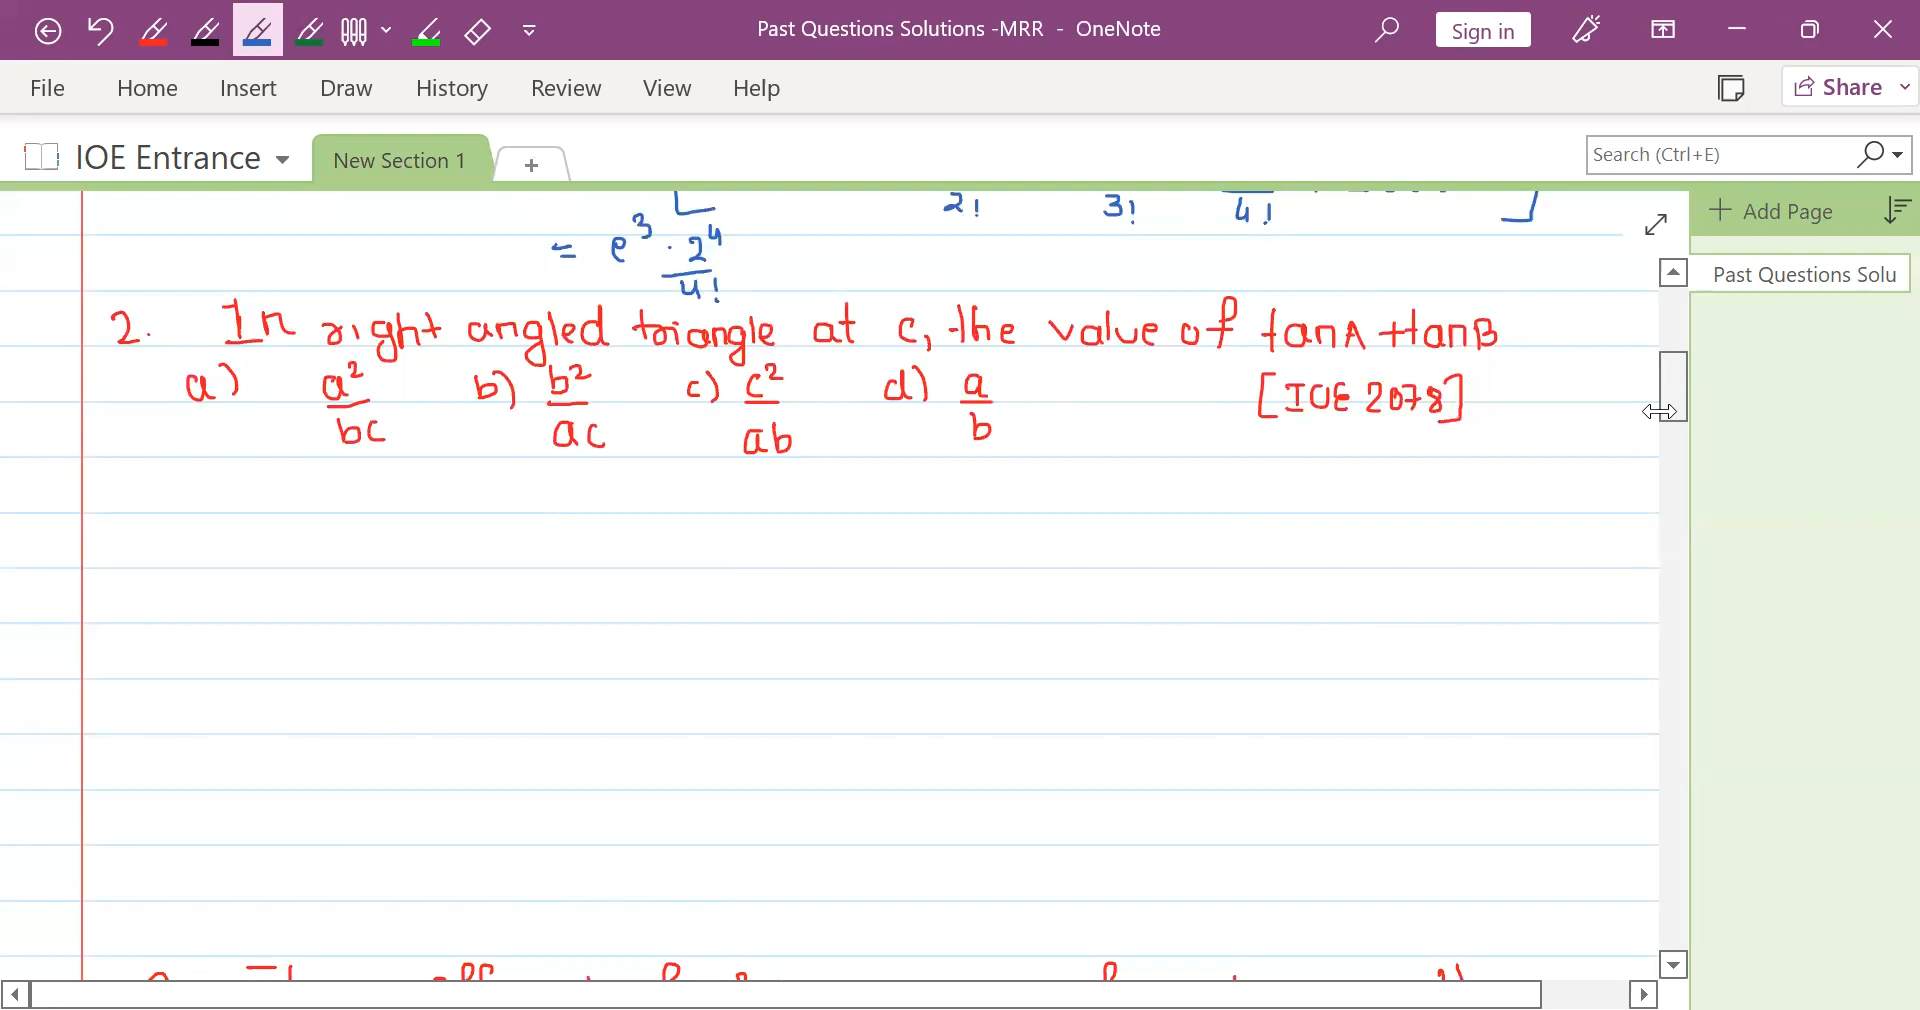 Past Questions Solutions -MRR - OneNote
Sign in
File Home Insert Draw History Review View Help
Share
IOE Entrance
New Section 1
+
Search (Ctrl+E)
+ Add Page
Past Questions Solu
2! 3! 4!
= e³ · 2⁴
4!
2. In right angled triangle at c, the value of tanA + tanB
a) a²/bc b) b²/ac c) c²/ab d) a/b [IOE 2078]